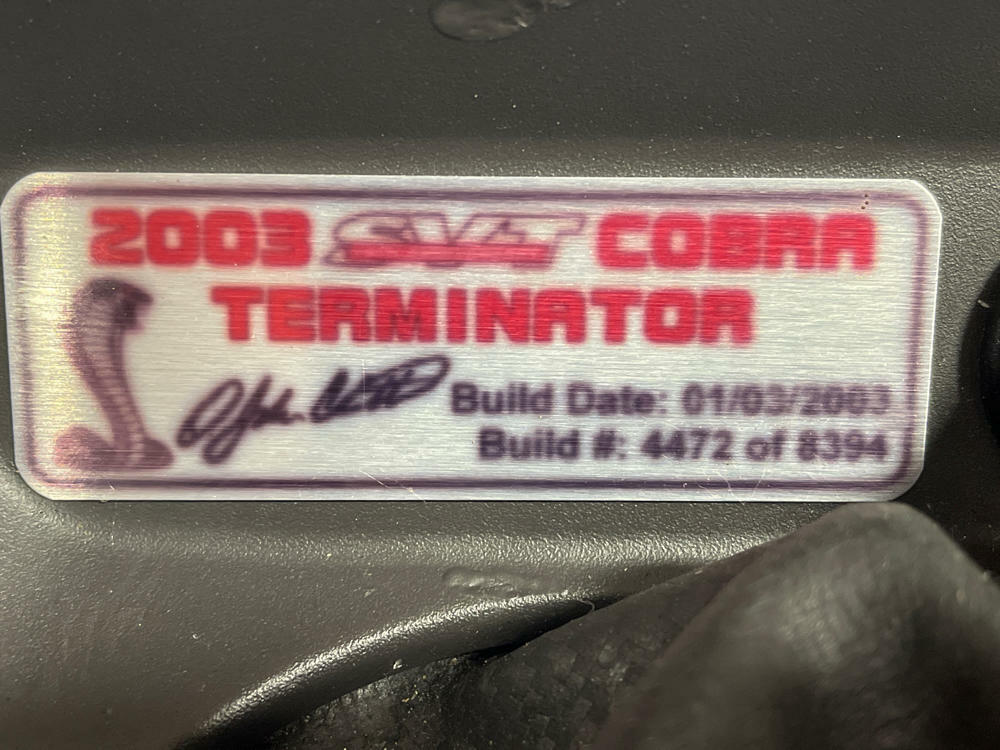 2003 SVT COBRA
TERMINATOR
Build Date: 01/03/2003
Build #: 4472 of 8394